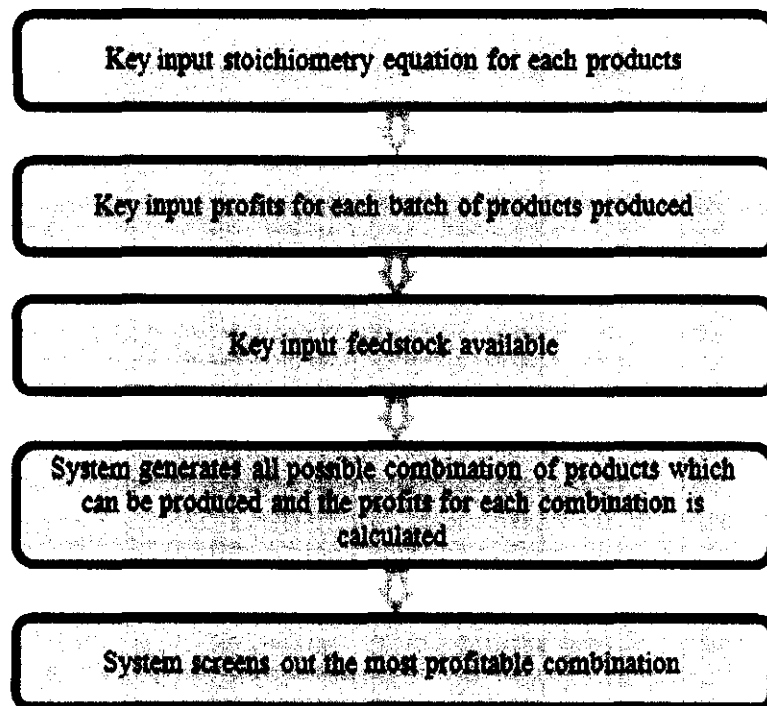 Key input stoichiometry equation for each products
Key input profits for each batch of products produced
Key input feedstock available
System generates all possible combination of products which
can be produced and the profits for each combination is
calculated
System screens out the most profitable combination